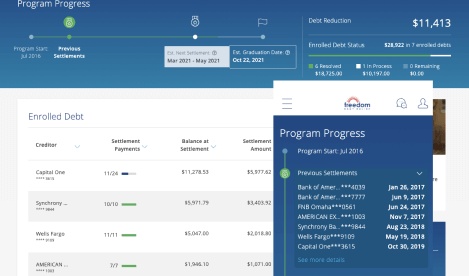 Program Progress
Program Start:
Jul 2016
Previous
Settlements
Est. Next Settlement:
Mar 2021 - May 2021
Est. Graduation Date:
Oct 22, 2021
Debt Reduction
$11,413
Enrolled Debt Status
$28,922 in 7 enrolled debts
6 Resolved
$18,725.00
1 In Process
$10,197.00
0 Remaining
$0.00
Enrolled Debt
Creditor
Settlement
Payments
Balance at
Settlement
Settlement
Amount
Capital One
**** 3615
11/24
$11,278.53
$5,977.62
Synchrony ...
**** 9844
10/10
$5,971.79
$3,403.92
Wells Fargo
**** 9109
11/11
$5,047.00
$2,018.80
AMERICAN ...
**** 1003
7/7
$1,946.10
$1,071.00
freedom
Program Progress
Program Start: Jul 2016
Previous Settlements
Bank of Amer...***4039 Jan 26, 2017
Bank of Amer...***7777 Jun 9, 2017
FNB Omaha***0561 Jun 24, 2017
AMERICAN EX...***1003 Nov 7, 2017
Synchrony Ba...***9844 Aug 23, 2018
Wells Fargo***9109 May 19, 2018
Capital One***3615 Oct 30, 2019
See more details